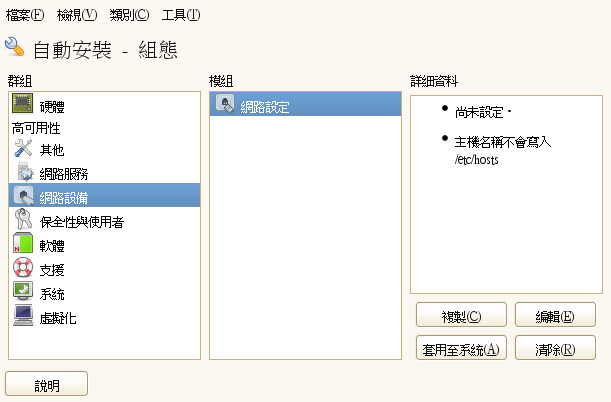 檔案(F) 檢視(V) 類別(C) 工具(T)
自動安裝 - 組態
群組 模組 詳細資料
硬體
高可用性
其他
網路服務
網路設備
保全性與使用者
軟體
支援
系統
虛擬化
網路設定
尚未設定。
主機名稱不會寫入
/etc/hosts
複製(C) 編輯(E)
套用至系統(A) 清除(R)
說明